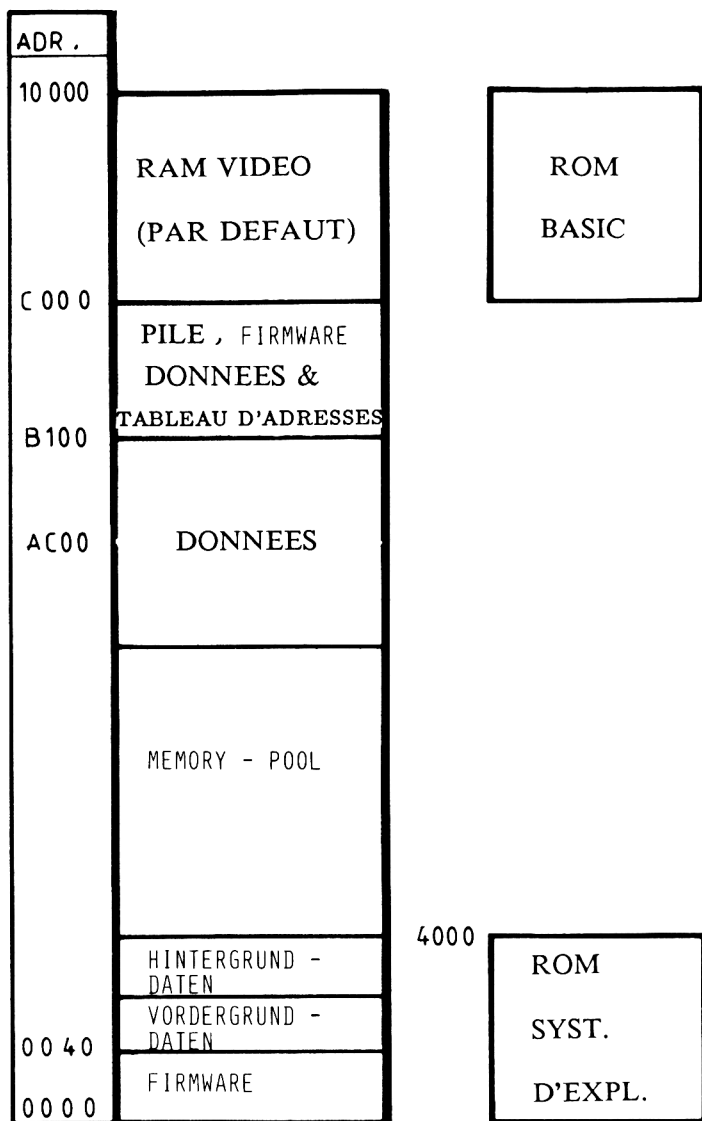 ADR.
10 000
RAM VIDEO
(PAR DEFAUT)
ROM
BASIC
C000
PILE, FIRMWARE
DONNEES &
TABLEAU D'ADRESSES
B100
AC00
DONNEES
MEMORY - POOL
4000
HINTERGRUND -
DATEN
ROM
VORDERGRUND -
DATEN
SYST.
0040
FIRMWARE
D'EXPL.
0000